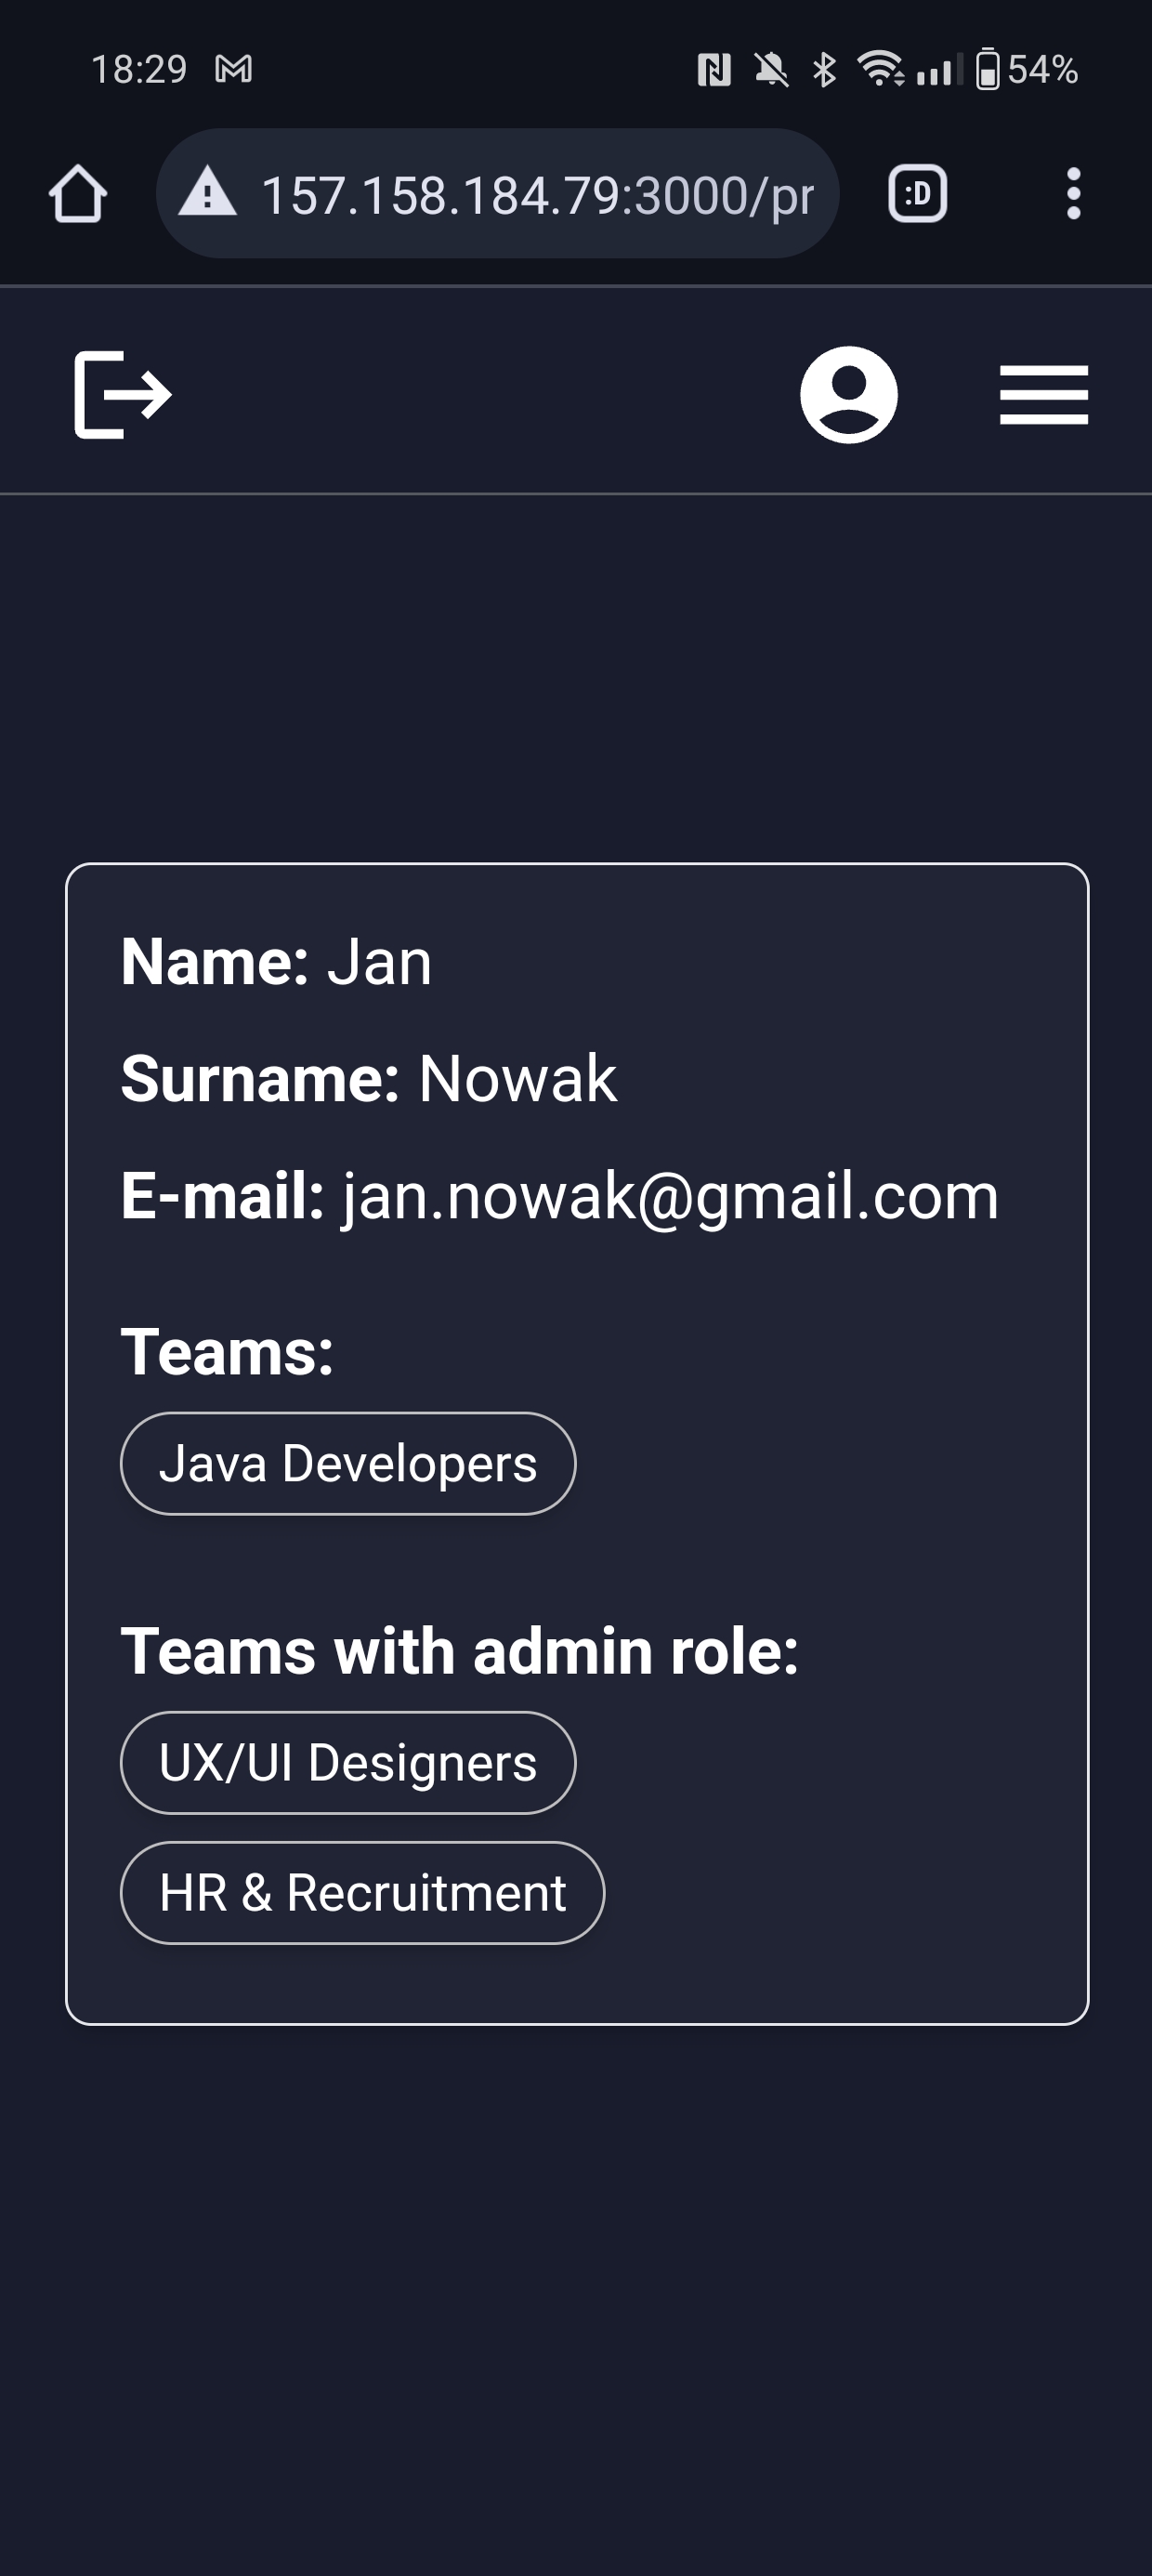 18:29 54%
157.158.184.79:3000/pr
:D
Name: Jan
Surname: Nowak
E-mail: jan.nowak@gmail.com
Teams:
Java Developers
Teams with admin role:
UX/UI Designers
HR & Recruitment